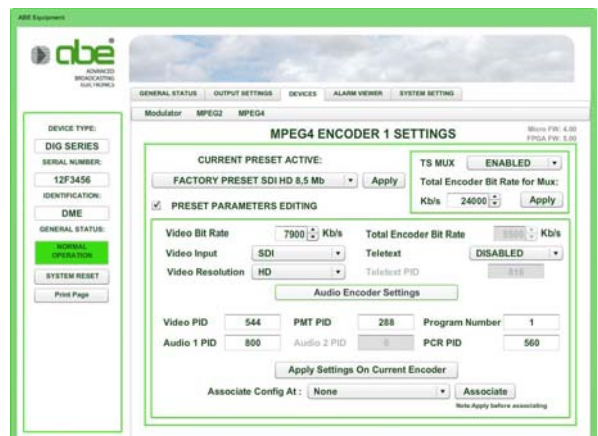 ABE Equipment
abe
ADVANCED
BROADCASTING
ELECTRONICS
GENERAL STATUS OUTPUT SETTINGS DEVICES ALARM VIEWER SYSTEM SETTING
Modulator MPEG2 MPEG4
DEVICE TYPE:
DIG SERIES
SERIAL NUMBER:
12F3456
IDENTIFICATION:
DME
GENERAL STATUS:
NORMAL
OPERATION
SYSTEM RESET
Print Page
MPEG4 ENCODER 1 SETTINGS
Micro FW: 4.00
FPGA FW: 5.00
CURRENT PRESET ACTIVE:
FACTORY PRESET SDI HD 8,5 Mb Apply
PRESET PARAMETERS EDITING
TS MUX ENABLED
Total Encoder Bit Rate for Mux:
Kb/s 24000 Apply
Video Bit Rate 7900 Kb/s Total Encoder Bit Rate 8500 Kb/s
Video Input SDI Teletext DISABLED
Video Resolution HD Teletext PID 816
Audio Encoder Settings
Video PID 544 PMT PID 288 Program Number 1
Audio 1 PID 800 Audio 2 PID 0 PCR PID 560
Apply Settings On Current Encoder
Associate Config At : None Associate
Note:Apply before associating